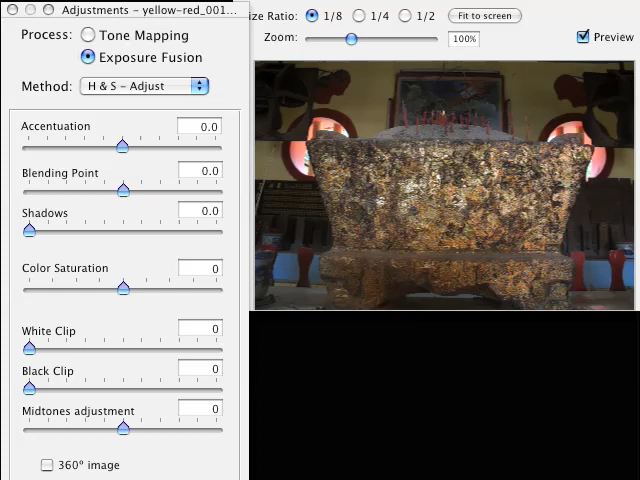 Adjustments - yellow-red_001...
ize Ratio: 1/8 1/4 1/2 Fit to screen
Process: Tone Mapping
Zoom: 100% Preview
Exposure Fusion
Method: H & S - Adjust
Accentuation 0.0
Blending Point 0.0
Shadows 0.0
Color Saturation 0
White Clip 0
Black Clip 0
Midtones adjustment 0
360° image